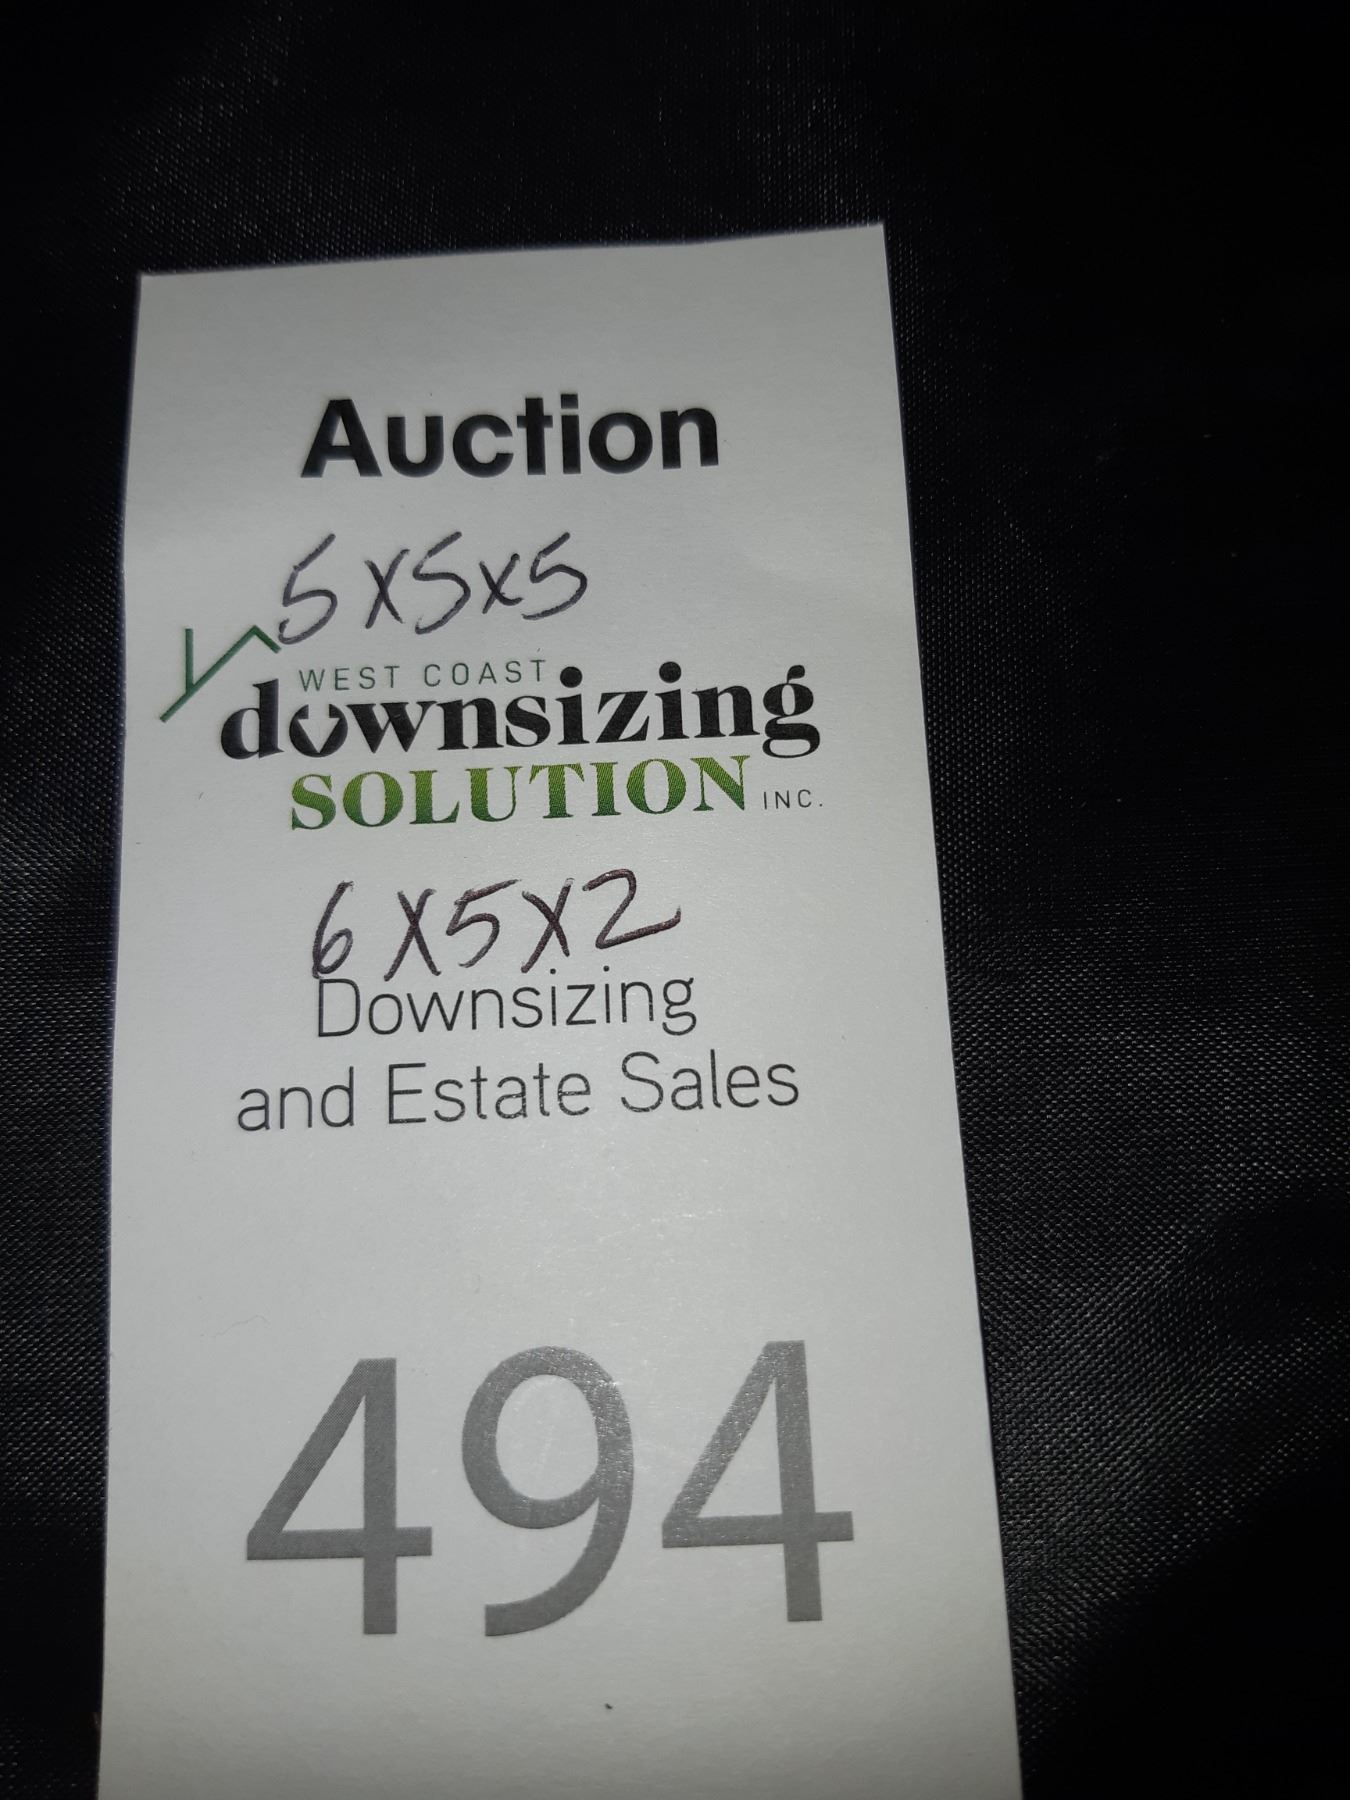 Auction
5x5x5
WEST COAST
downsizing
SOLUTION INC.
6x5x2
Downsizing
and Estate Sales
494